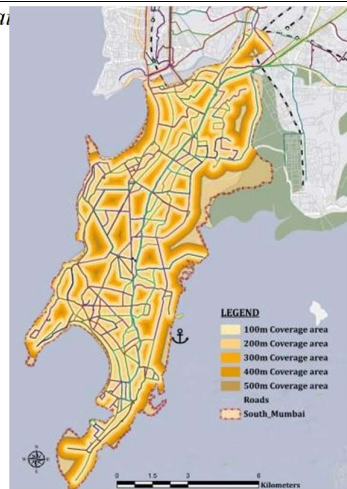 LEGEND
100m Coverage area
200m Coverage area
300m Coverage area
400m Coverage area
500m Coverage area
Roads
South_Mumbai
0 1.5 3 6
Kilometers